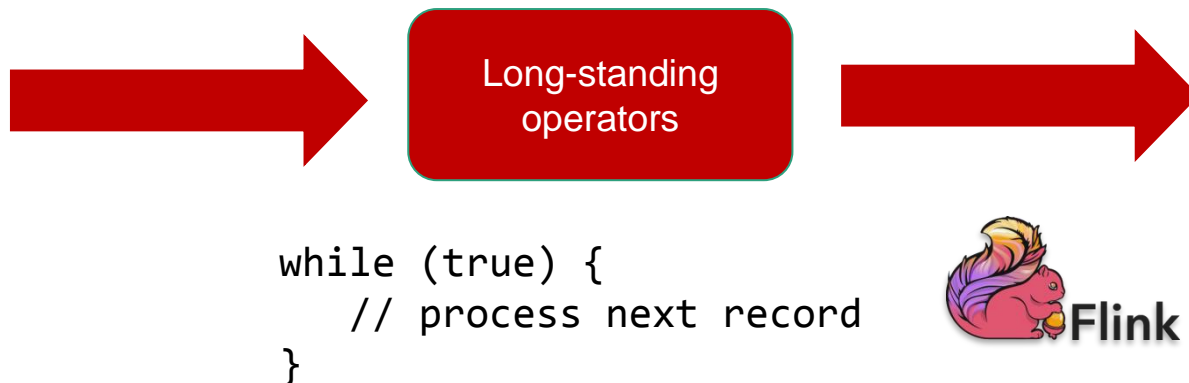 Long-standing
operators
while (true) {
// process next record
}
Flink